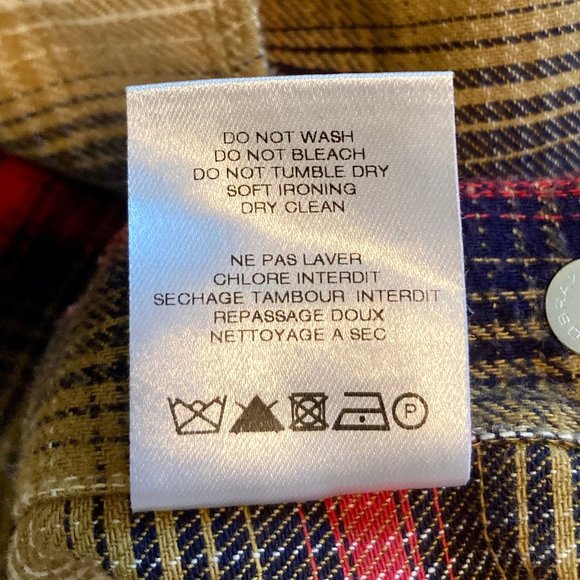 DO NOT WASH
DO NOT BLEACH
DO NOT TUMBLE DRY
SOFT IRONING
DRY CLEAN
NE PAS LAVER
CHLORE INTERDIT
SECHAGE TAMBOUR INTERDIT
REPASSAGE DOUX
NETTOYAGE A SEC
P